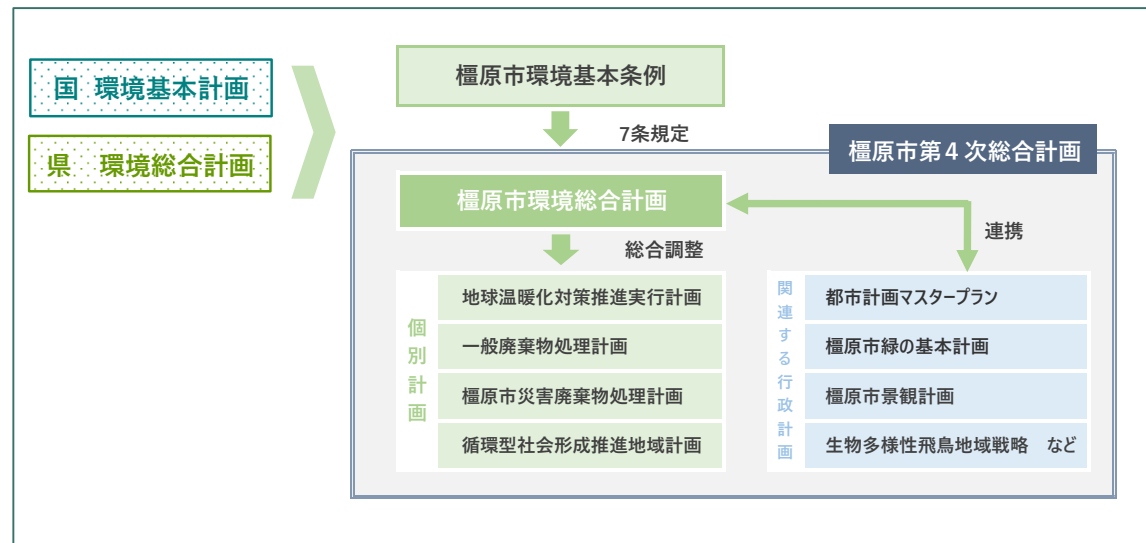 国 環境基本計画
県 環境総合計画
橿原市環境基本条例
7条規定
橿原市第４次総合計画
橿原市環境総合計画
連携
総合調整
個別計画
地球温暖化対策推進実行計画
一般廃棄物処理計画
橿原市災害廃棄物処理計画
循環型社会形成推進地域計画
関連する行政計画
都市計画マスタープラン
橿原市緑の基本計画
橿原市景観計画
生物多様性飛鳥地域戦略　など